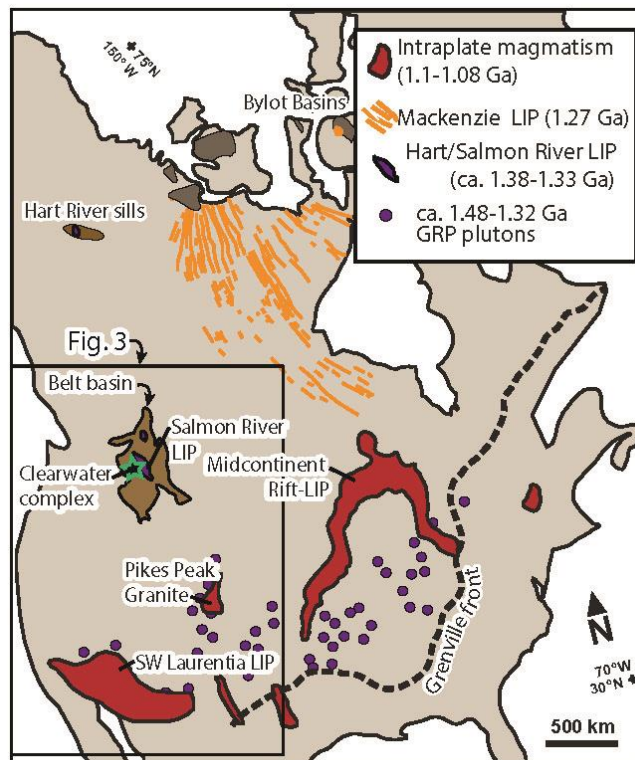 75°N
150° W
Bylot Basins
Intraplate magmatism
(1.1-1.08 Ga)
Mackenzie LIP (1.27 Ga)
Hart/Salmon River LIP
(ca. 1.38-1.33 Ga)
ca. 1.48-1.32 Ga
GRP plutons
Hart River sills
Fig. 3
Belt basin
Salmon River
LIP
Clearwater
complex
Midcontinent
Rift-LIP
Pikes Peak
Granite
SW Laurentia LIP
Grenville front
N
70°W
30°N
500 km